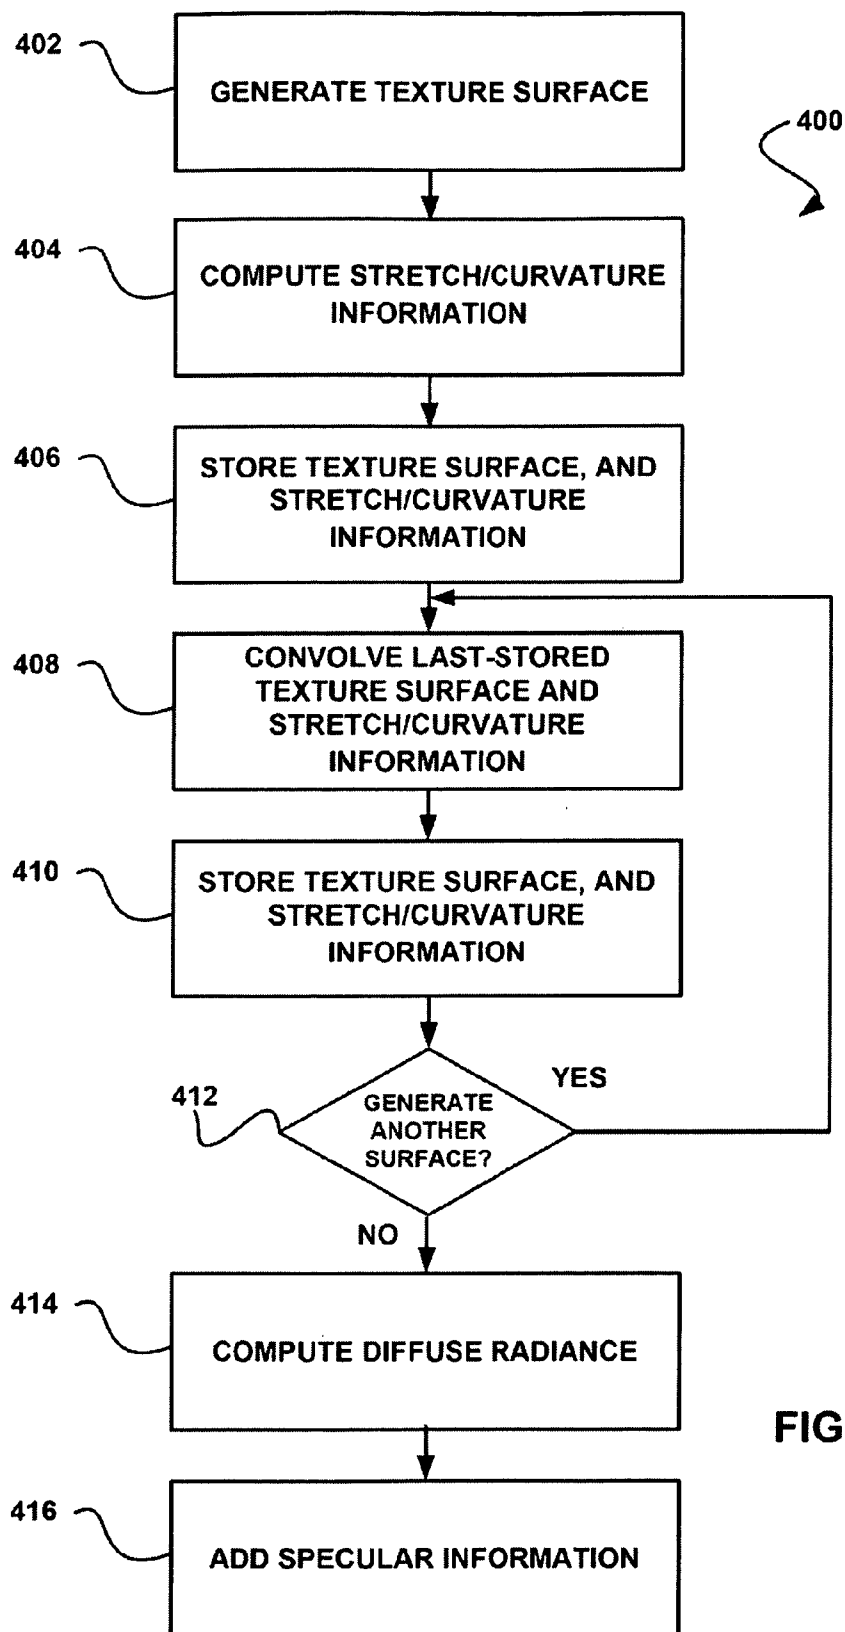 402
GENERATE TEXTURE SURFACE
400
404
COMPUTE STRETCH/CURVATURE
INFORMATION
406
STORE TEXTURE SURFACE, AND
STRETCH/CURVATURE
INFORMATION
408
CONVOLVE LAST-STORED
TEXTURE SURFACE AND
STRETCH/CURVATURE
INFORMATION
410
STORE TEXTURE SURFACE, AND
STRETCH/CURVATURE
INFORMATION
412
GENERATE
ANOTHER
SURFACE?
YES
NO
414
COMPUTE DIFFUSE RADIANCE
FIG
416
ADD SPECULAR INFORMATION